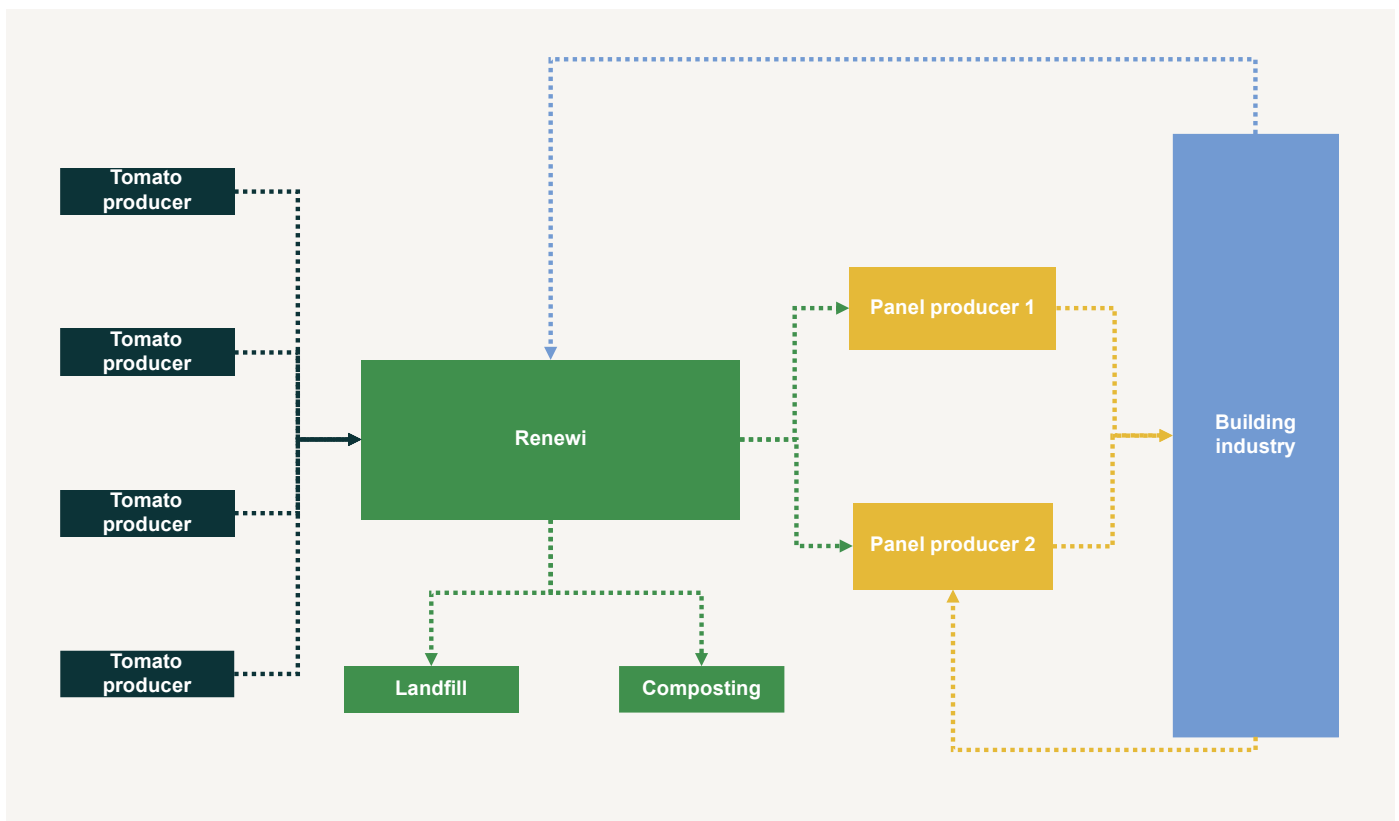 Tomato
producer
Tomato
producer
Tomato
producer
Tomato
producer
Renewi
Landfill
Composting
Panel producer 1
Panel producer 2
Building
industry